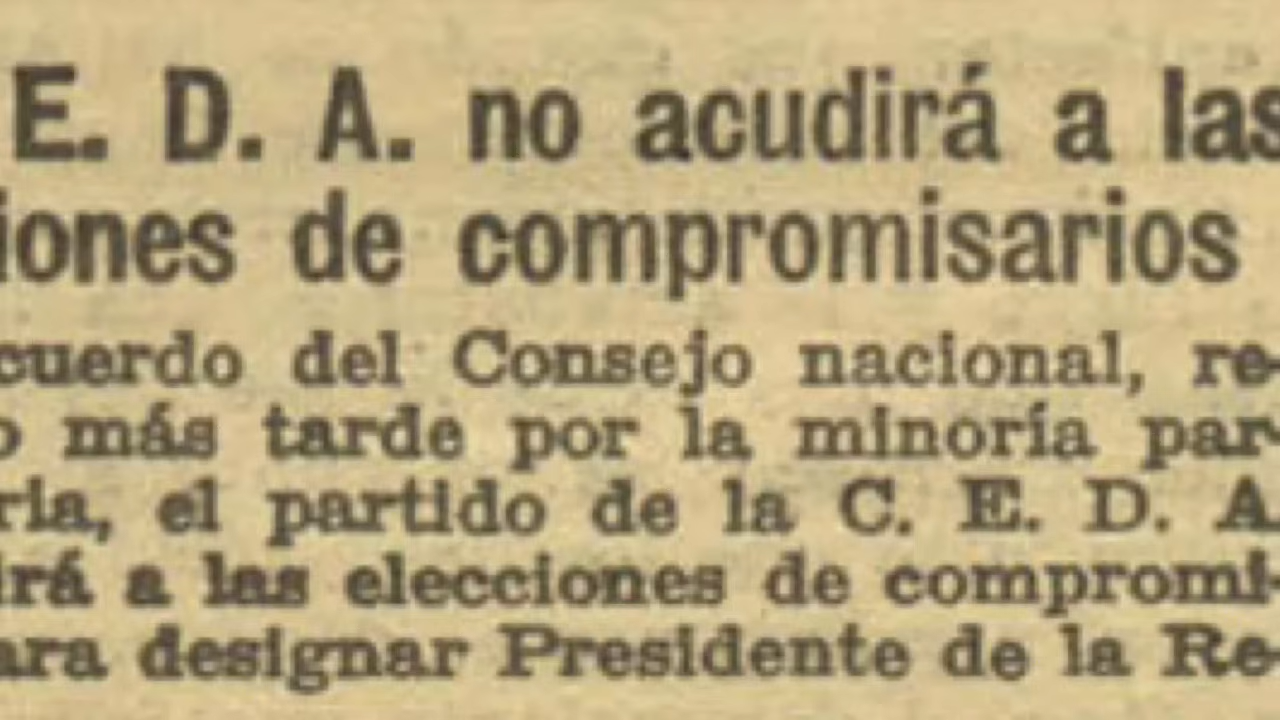 E. D. A. no acudirá a las
iones de compromisarios
cuerdo del Consejo nacional, re-
o más tarde por la minoría par-
ria, el partido de la C. E. D. A.
irá a las elecciones de compromi-
ara designar Presidente de la Re-